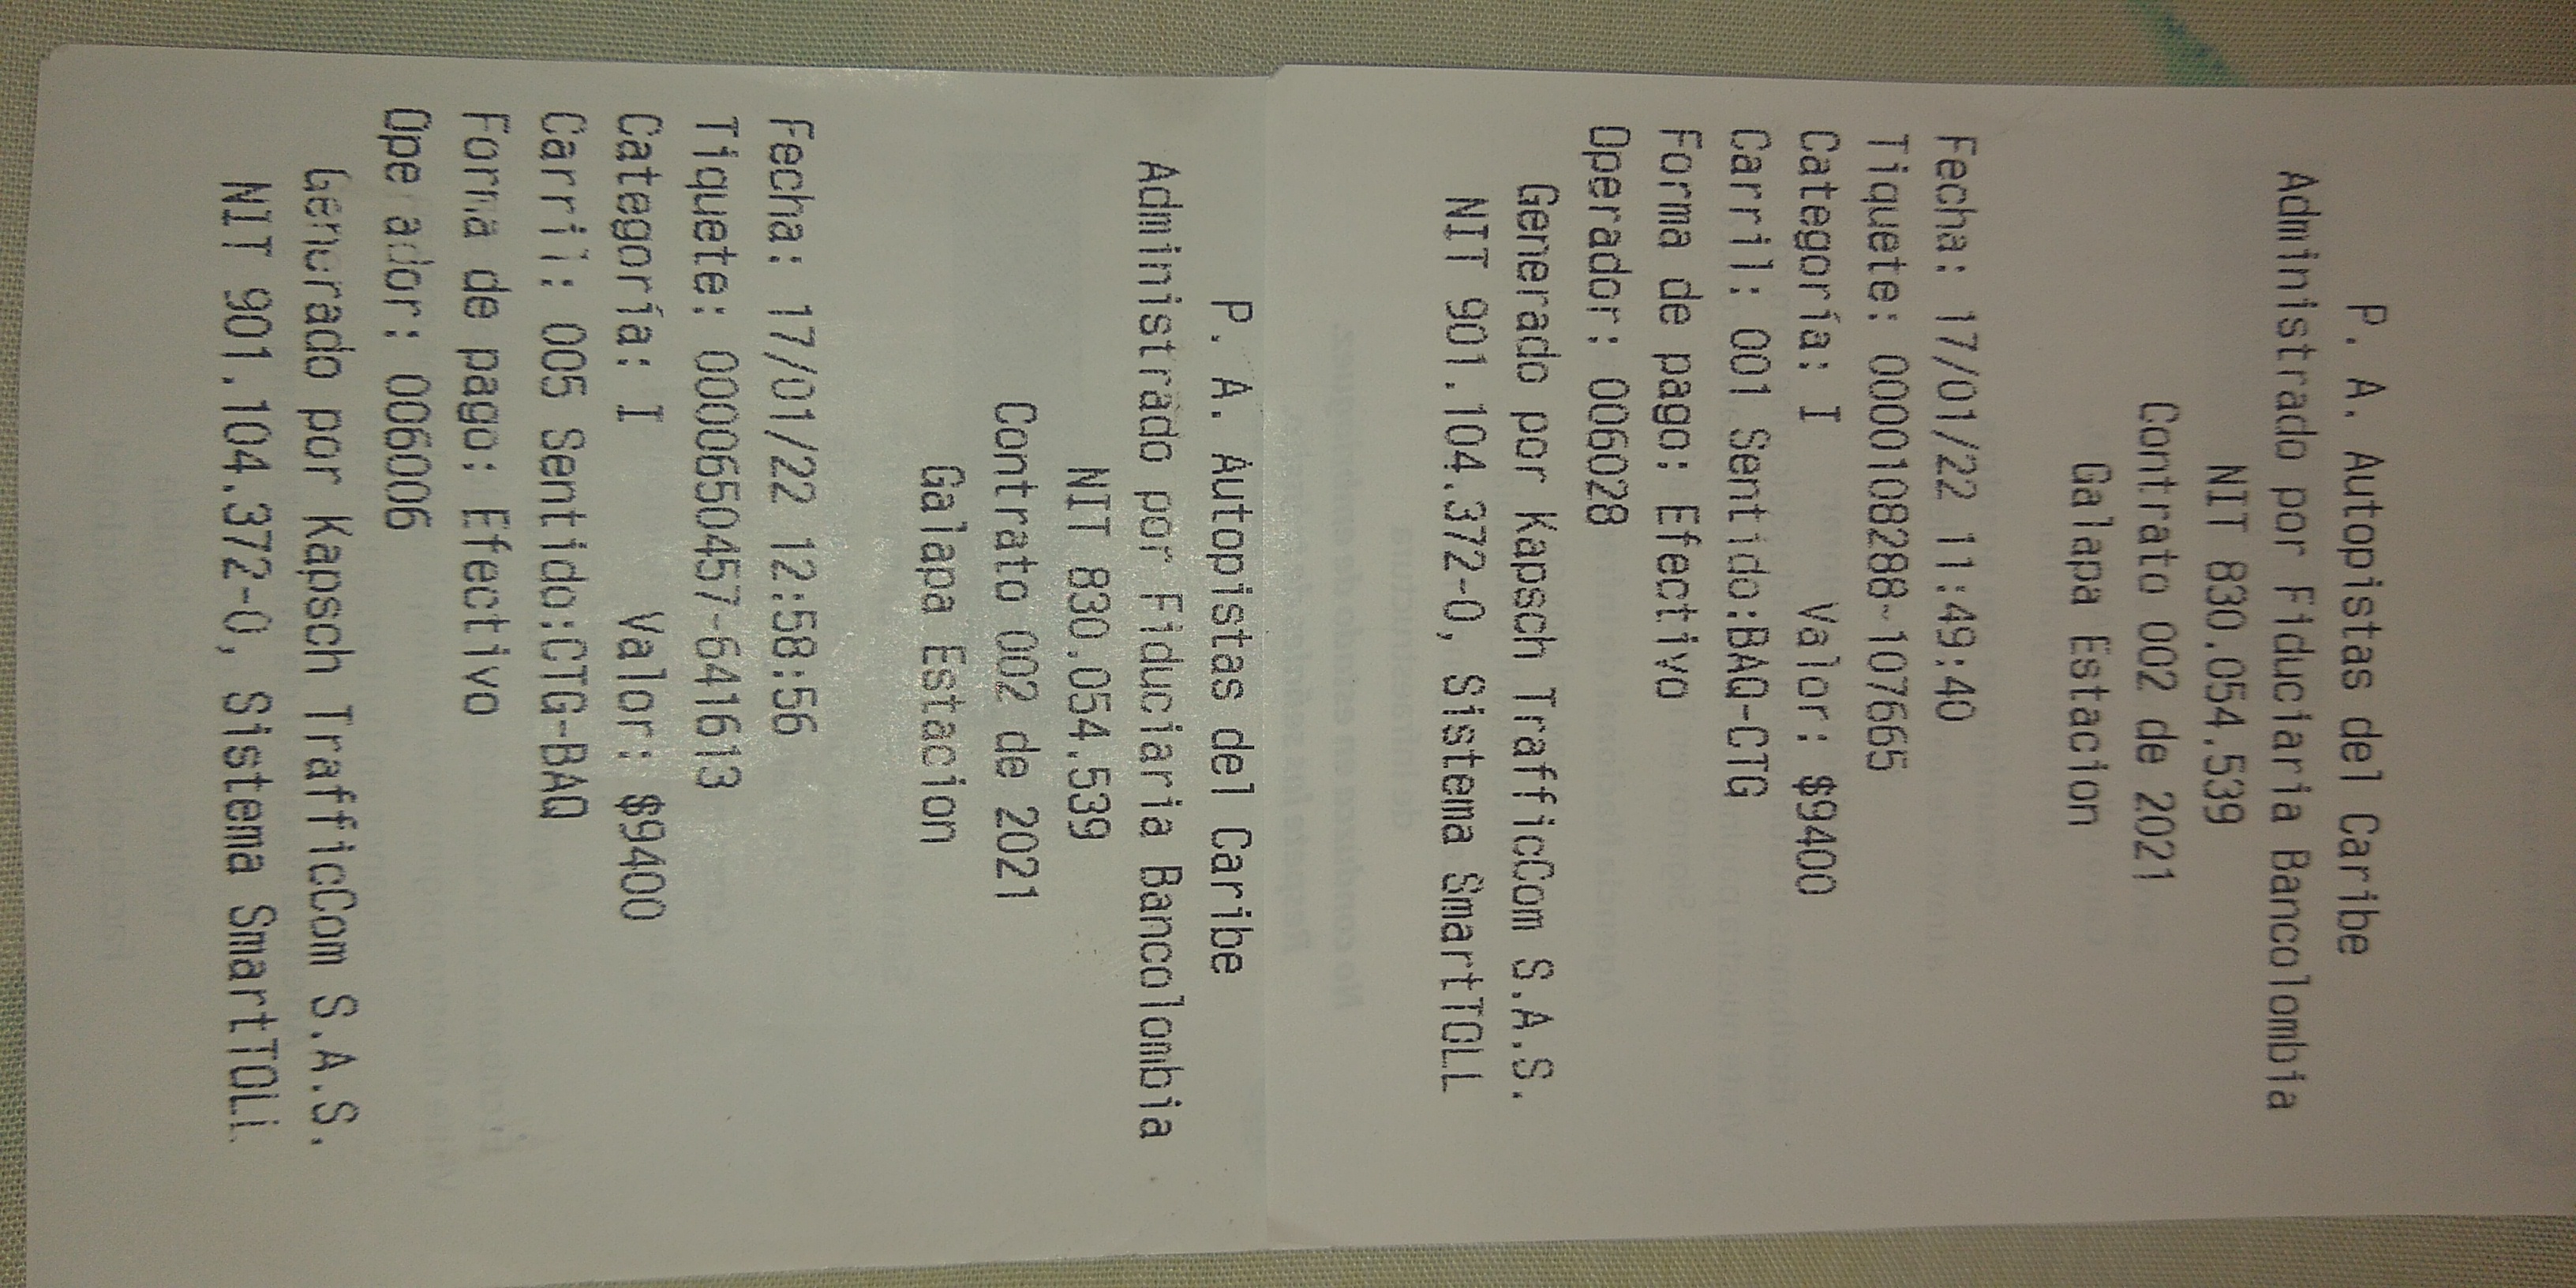 P. A. Autopistas del Caribe
Administrado por Fiduciaria Bancolombia
NIT 830.054.539
Contrato 002 de 2021
Galapa Estacion
Fecha: 17/01/22 11:49:40
Tiquete: 0000108288-107665
Categoría: I Valor: $9400
Carril: 001 Sentido:BAQ-CTG
Forma de pago: Efectivo
Operador: 006028
Generado por Kapsch TrafficCom S.A.S.
NIT 901.104.372-0, Sistema SmartTOLL
P. A. Autopistas del Caribe
Administrado por Fiduciaria Bancolombia
NIT 830.054.539
Contrato 002 de 2021
Galapa Estacion
Fecha: 17/01/22 12:58:56
Tiquete: 0000650457-641613
Categoría: I Valor: $9400
Carril: 005 Sentido:CTG-BAQ
Forma de pago: Efectivo
Operador: 006006
Generado por Kapsch TrafficCom S.A.S.
NIT 901.104.372-0, Sistema SmartTOLL